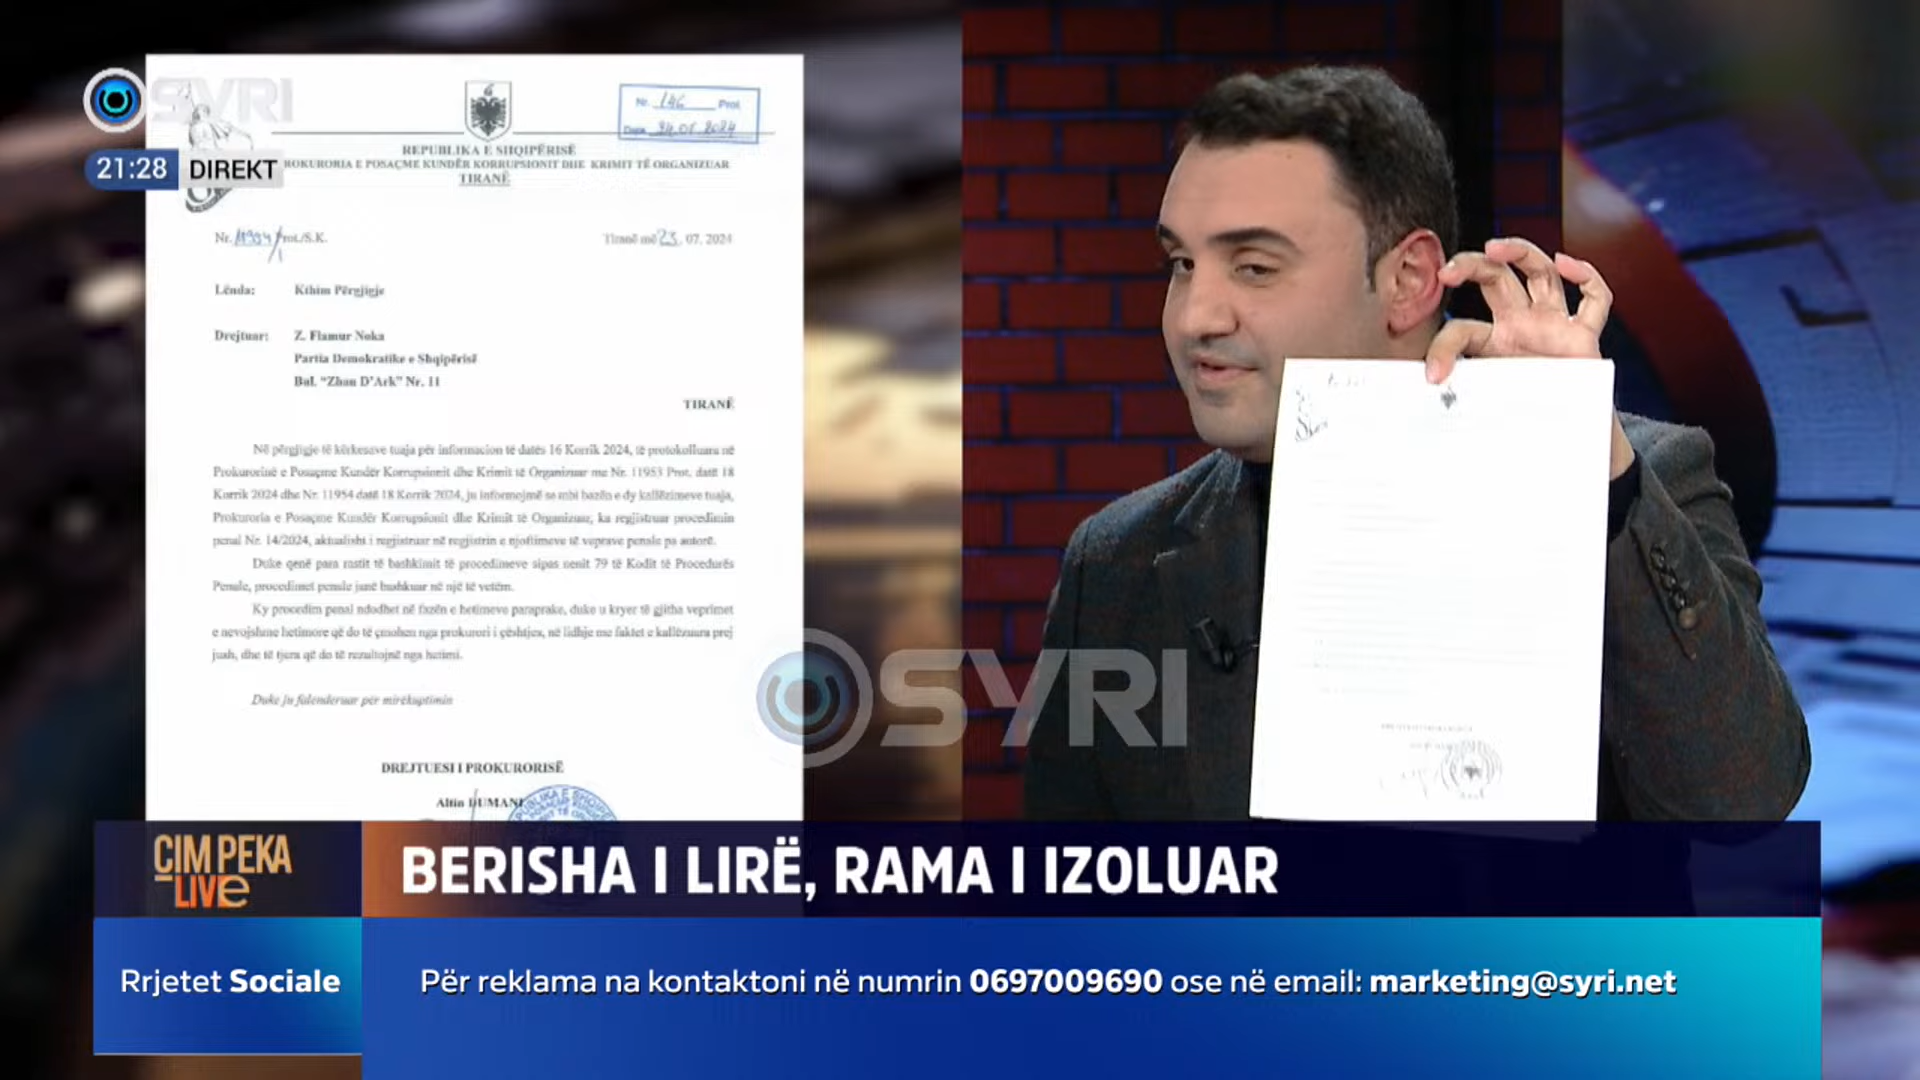 SYRI
21:28 DIREKT
Nr. 146 Prot.
Data 24.07.2024
REPUBLIKA E SHQIPËRISË
PROKURORIA E POSAÇME KUNDËR KORRUPSIONIT DHE KRIMIT TË ORGANIZUAR
TIRANË
Prot./S.K.
Tiranë më 23. 07. 2024
Lënda: Kthim Përgjigje
Drejtuar: Z. Flamur Noka
Partia Demokratike e Shqipërisë
Bul. "Zhan D'Ark" Nr. 11
TIRANË
Në përgjigje të kërkesave tuaja për informacion të datës 16 Korrik 2024, të protokolluara në
Prokurorinë e Posaçme Kundër Korrupsionit dhe Krimit të Organizuar me Nr. 11953 Prot. datë 18
Korrik 2024 dhe Nr. 11954 datë 18 Korrik 2024, ju informojmë se mbi bazën e dy kallëzimeve tuaja,
Prokuroria e Posaçme Kundër Korrupsionit dhe Krimit të Organizuar, ka regjistruar procedimin
penal Nr. 14/2024, aktualisht i regjistruar në regjistrin e njoftimeve të veprave penale pa autorë.
Duke qenë para rastit të bashkimit të procedimeve sipas nenit 79 të Kodit të Procedurës
Penale, procedimet penale janë bashkuar në një të vetëm.
Ky procedim penal ndodhet në fazën e hetimeve paraprake, duke u kryer të gjitha veprimet
e nevojshme hetimore që do të çmohen nga prokurori i çështjes, në lidhje me faktet e kallëzuara prej
jush, dhe të tjera që do të rezultojnë nga hetimi.
Duke ju falenderuar për mirëkuptimin
DREJTUESI I PROKURORISË
Altin DUMANI
SYRI
ÇIM PEKA
LIVE
BERISHA I LIRË, RAMA I IZOLUAR
Rrjetet Sociale
Për reklama na kontaktoni në numrin 0697009690 ose në email: marketing@syri.net